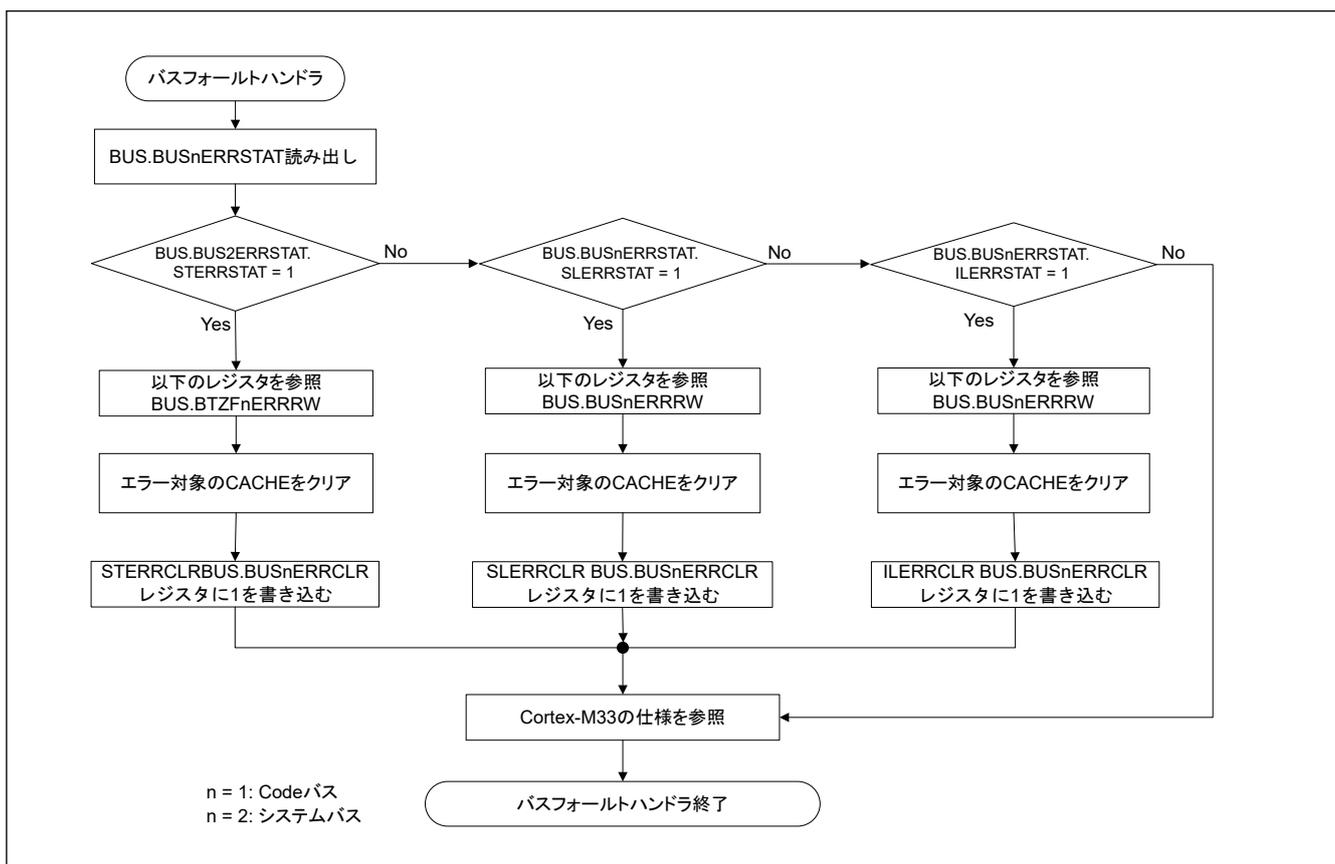 バスフォールトハンドラ
BUS.BUSnERRSTAT読み出し
BUS.BUS2ERRSTAT.
STERRSTAT = 1
No
Yes
BUS.BUSnERRSTAT.
SLERRSTAT = 1
No
Yes
BUS.BUSnERRSTAT.
ILERRSTAT = 1
No
Yes
以下のレジスタを参照
BUS.BTZFnERRRW
以下のレジスタを参照
BUS.BUSnERRRW
以下のレジスタを参照
BUS.BUSnERRRW
エラー対象のCACHEをクリア
エラー対象のCACHEをクリア
エラー対象のCACHEをクリア
STERRCLRBUS.BUSnERRCLR
レジスタに1を書き込む
SLERRCLR BUS.BUSnERRCLR
レジスタに1を書き込む
ILERRCLR BUS.BUSnERRCLR
レジスタに1を書き込む
Cortex-M33の仕様を参照
バスフォールトハンドラ終了
n = 1: Codeバス
n = 2: システムバス